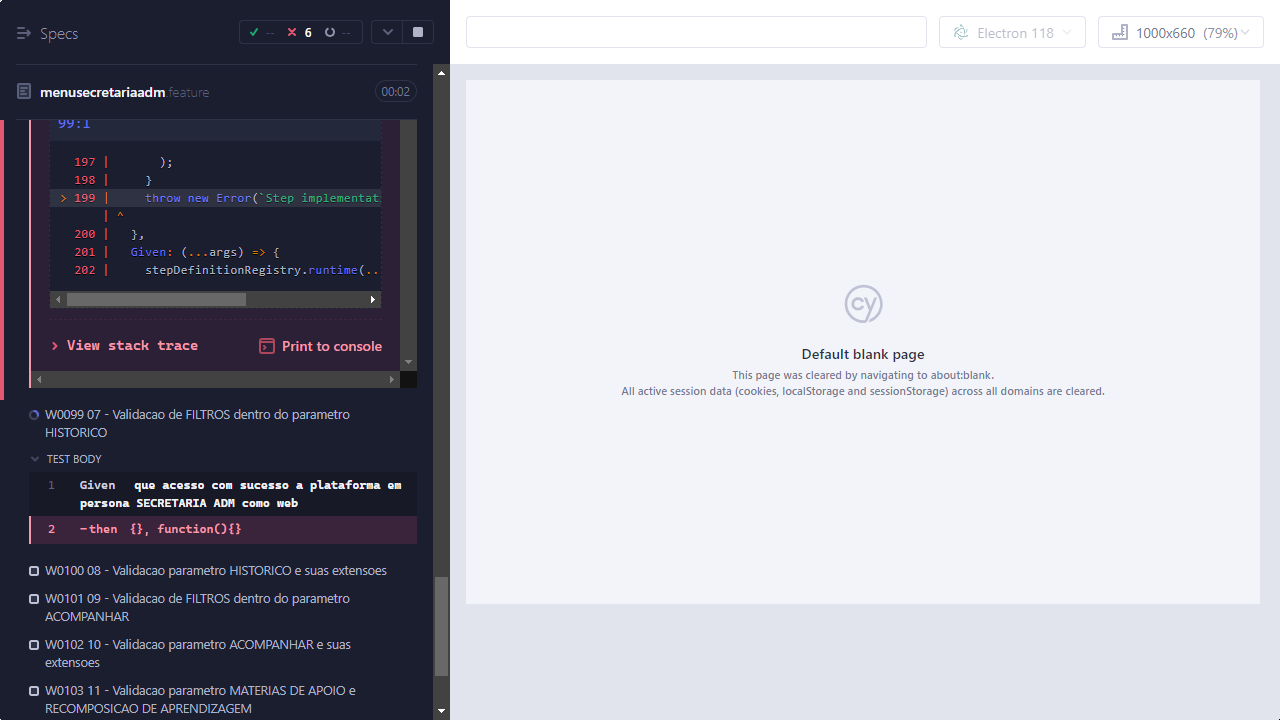 Specs
-- 6 --
Electron 118
1000x660 (79%)
menusecretariaadm feature
00:02
99:1
197 | );
198 | }
> 199 | throw new Error(`Step implementat
| ^
200 | },
201 | Given: (...args) => {
202 | stepDefinitionRegistry.runtime(..
View stack trace
Print to console
W0099 07 - Validacao de FILTROS dentro do parametro
HISTORICO
TEST BODY
1 Given que acesso com sucesso a plataforma em
persona SECRETARIA ADM como web
2 -then {}, function(){}
W0100 08 - Validacao parametro HISTORICO e suas extensoes
W0101 09 - Validacao de FILTROS dentro do parametro
ACOMPANHAR
W0102 10 - Validacao parametro ACOMPANHAR e suas
extensoes
W0103 11 - Validacao parametro MATERIAS DE APOIO e
RECOMPOSICAO DE APRENDIZAGEM
cy
Default blank page
This page was cleared by navigating to about:blank.
All active session data (cookies, localStorage and sessionStorage) across all domains are cleared.